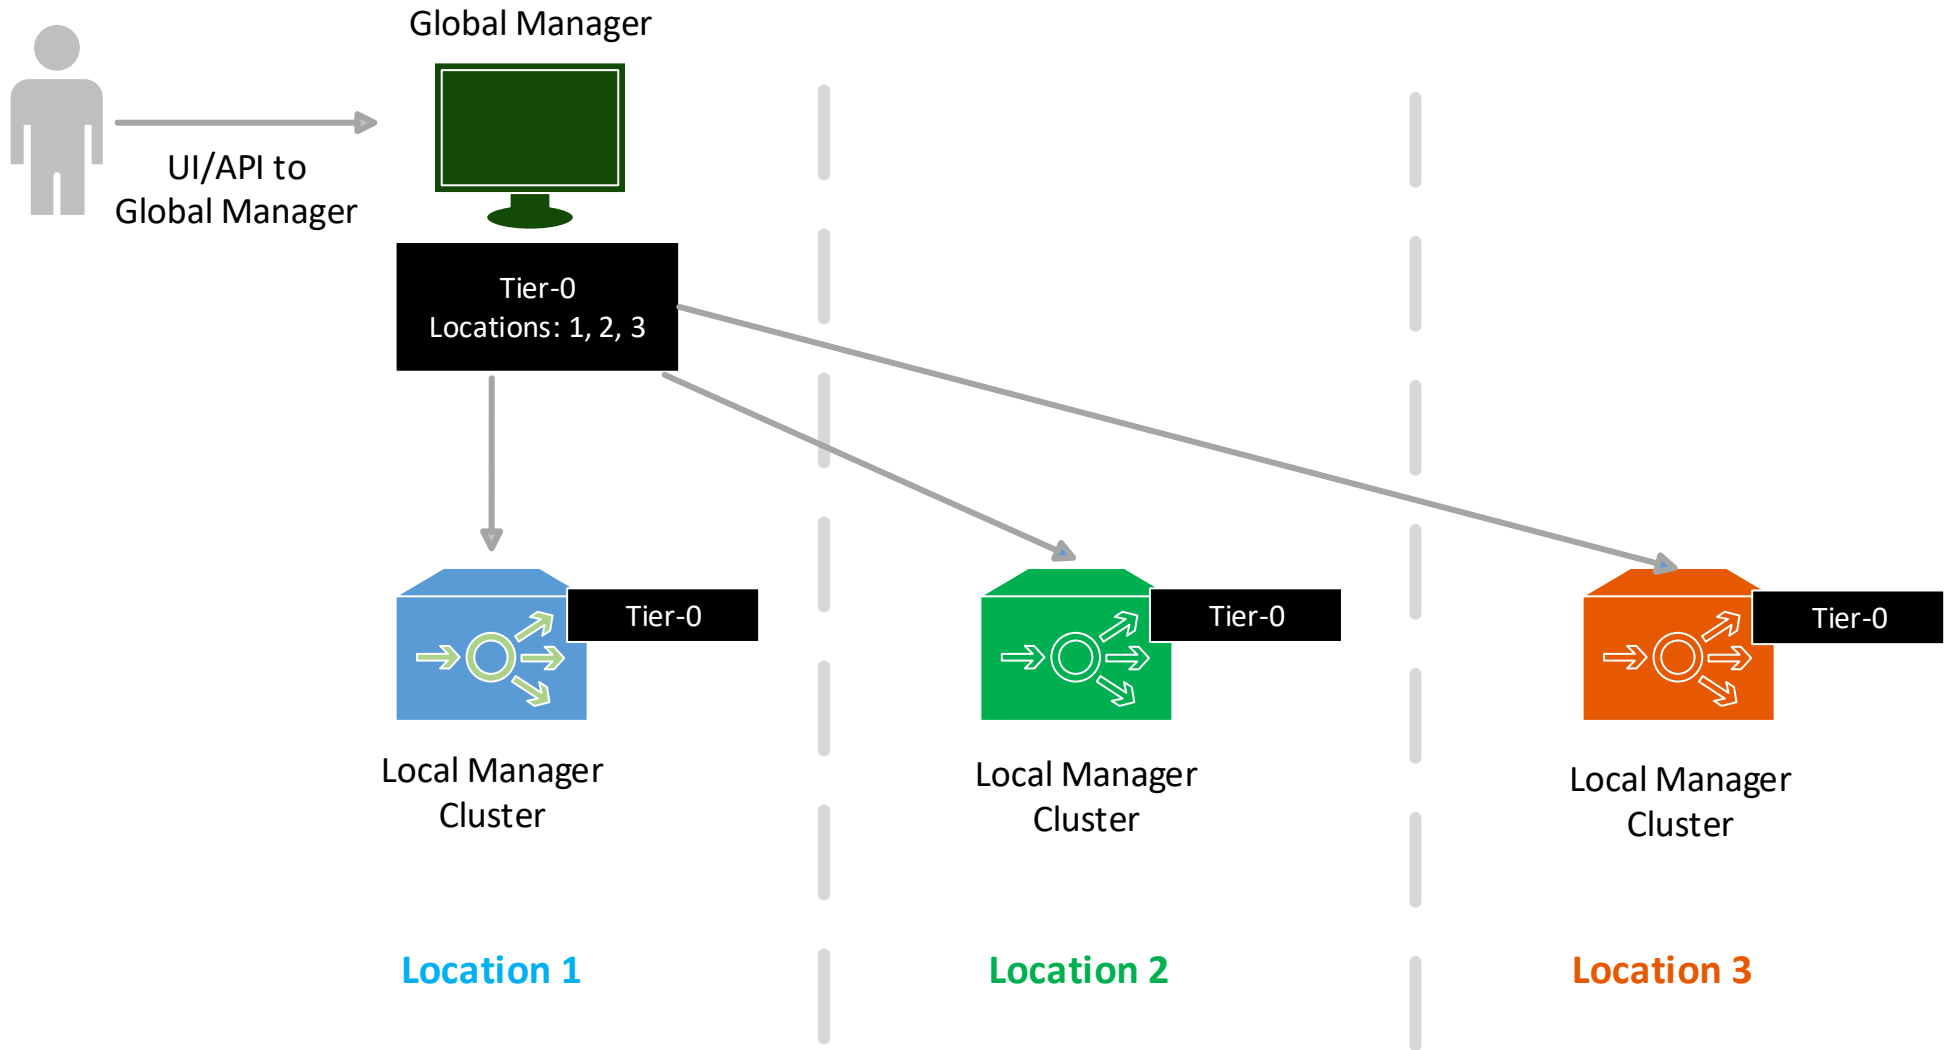 Global Manager
UI/API to
Global Manager
Tier-0
Locations: 1, 2, 3
Tier-0
Tier-0
Tier-0
Local Manager
Cluster
Local Manager
Cluster
Local Manager
Cluster
Location 1
Location 2
Location 3